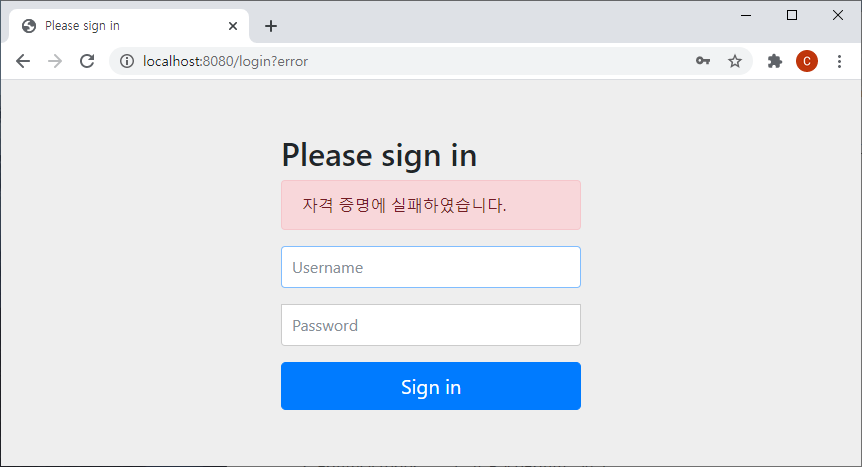 Please sign in
localhost:8080/login?error
C
Please sign in
자격 증명에 실패하였습니다.
Username
Password
Sign in